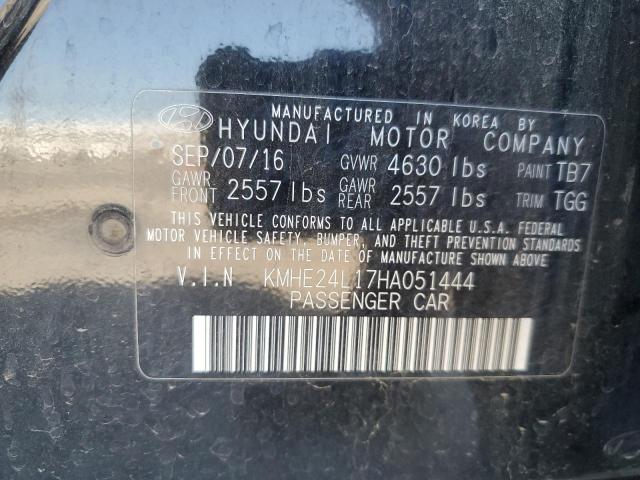 MANUFACTURED IN KOREA BY
HYUNDAI MOTOR COMPANY
SEP/07/16 GVWR 4630 lbs PAINT TB7
GAWR FRONT 2557 lbs GAWR REAR 2557 lbs TRIM TGG
THIS VEHICLE CONFORMS TO ALL APPLICABLE U.S.A. FEDERAL
MOTOR VEHICLE SAFETY, BUMPER, AND THEFT PREVENTION STANDARDS
IN EFFECT ON THE DATE OF MANUFACTURE SHOWN ABOVE.
V.I.N KMHE24L17HA051444
PASSENGER CAR